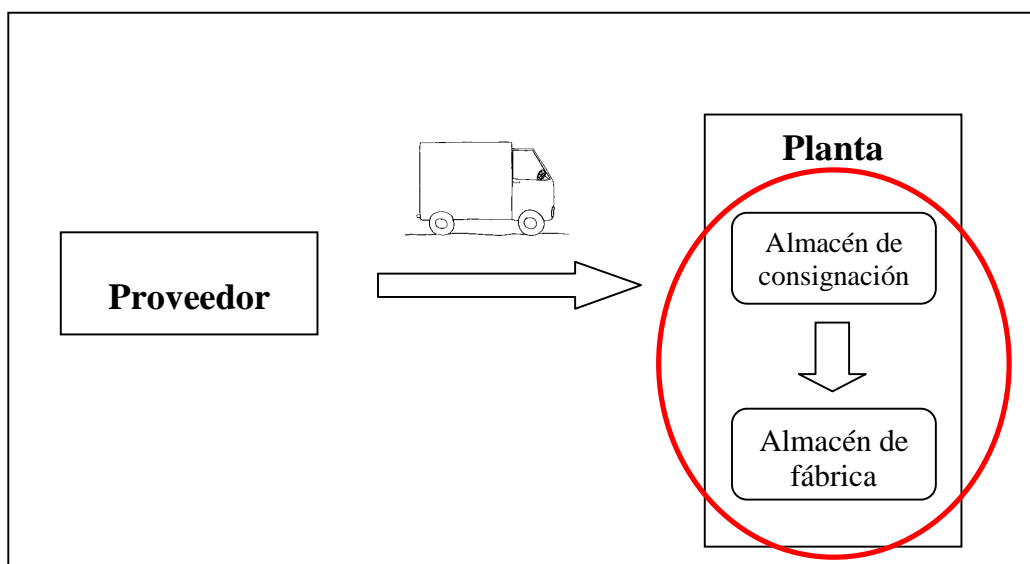 Proveedor
Planta
Almacén de
consignación
Almacén de
fábrica